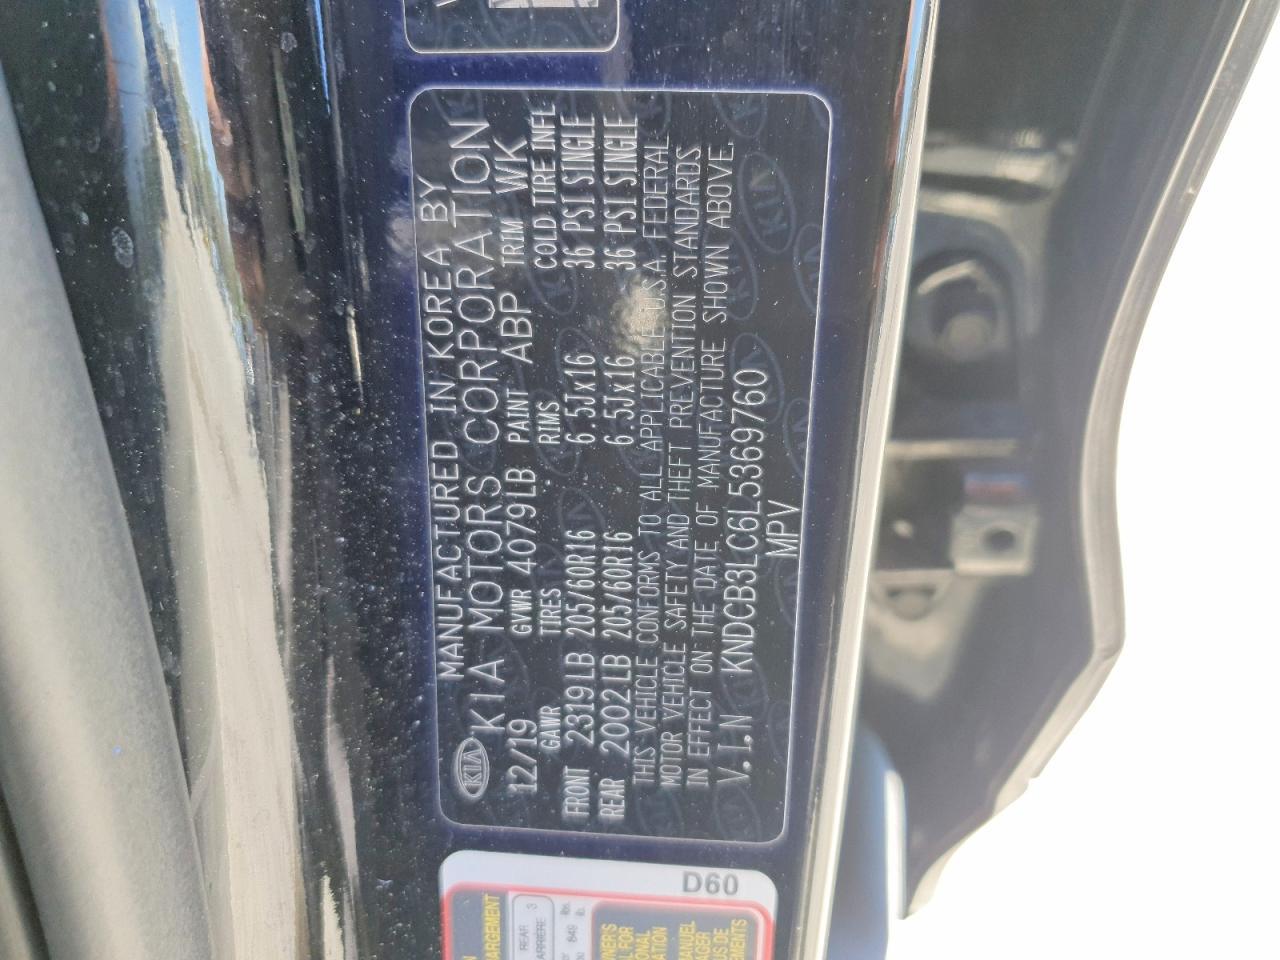 KIA
MANUFACTURED IN KOREA BY
KIA MOTORS CORPORATION
12/19 GVWR 4079LB PAINT ABP TRIM WK
GAWR TIRES RIMS COLD TIRE INFL
FRONT 2319LB 205/60R16 6.5Jx16 36 PSI SINGLE
REAR 2002LB 205/60R16 6.5Jx16 36 PSI SINGLE
THIS VEHICLE CONFORMS TO ALL APPLICABLE U.S.A. FEDERAL
MOTOR VEHICLE SAFETY AND THEFT PREVENTION STANDARDS
IN EFFECT ON THE DATE OF MANUFACTURE SHOWN ABOVE.
V.I.N KNDCB3LC6L5369760
MPV
D60
REAR
ARRIERE 3